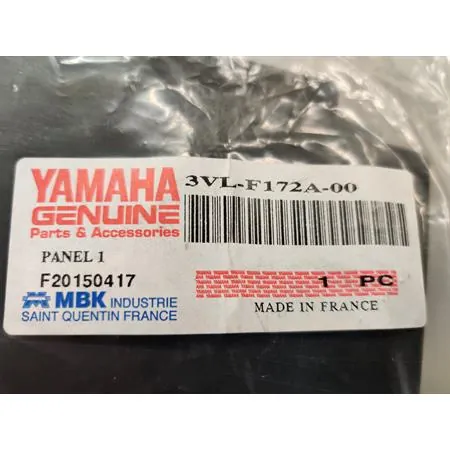 YAMAHA
GENUINE
Parts & Accessories
3VL-F172A-00
PANEL 1
F20150417
MBK INDUSTRIE
SAINT QUENTIN FRANCE
1 PC
MADE IN FRANCE